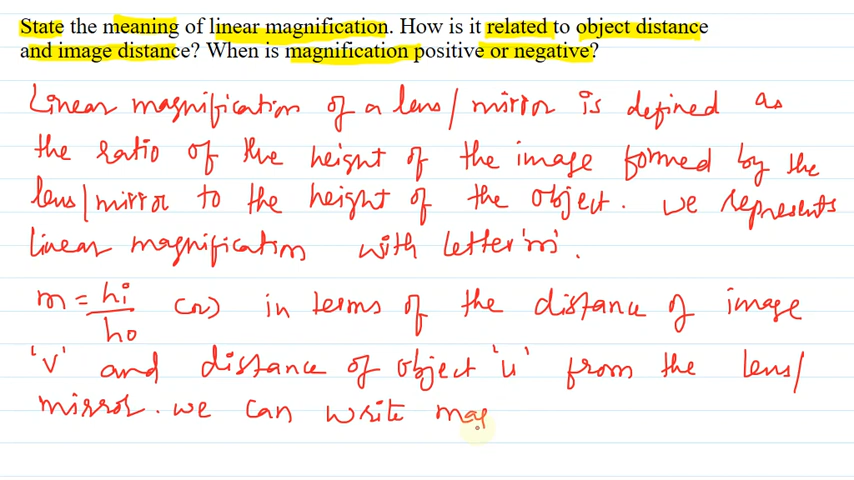 State the meaning of linear magnification. How is it related to object distance
and image distance? When is magnification positive or negative?
Linear magnification of a lens/mirror is defined as
the ratio of the height of the image formed by the
lens/mirror to the height of the object. we represents
linear magnification with letter 'm'.
m = hi/ho (or) in terms of the distance of image
'v' and distance of object 'u' from the lens/
mirror. we can write mag